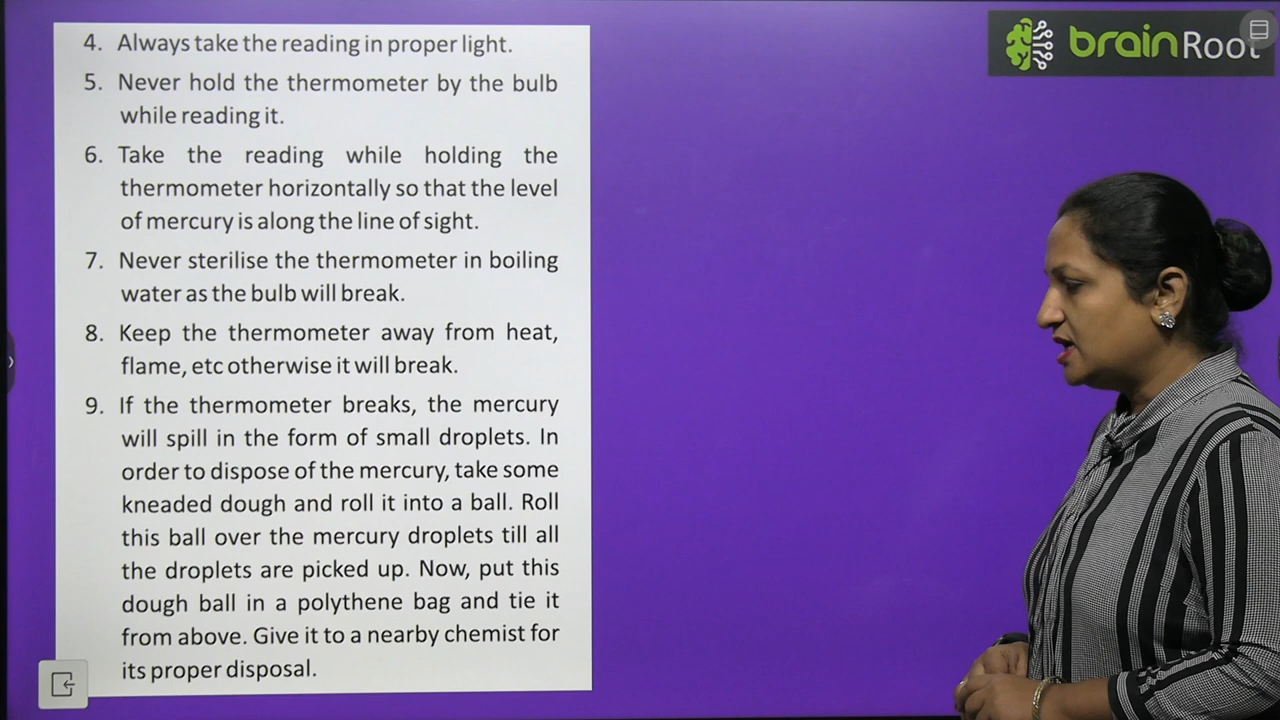 brainRoot
4. Always take the reading in proper light.
5. Never hold the thermometer by the bulb
while reading it.
6. Take the reading while holding the
thermometer horizontally so that the level
of mercury is along the line of sight.
7. Never sterilise the thermometer in boiling
water as the bulb will break.
8. Keep the thermometer away from heat,
flame, etc otherwise it will break.
9. If the thermometer breaks, the mercury
will spill in the form of small droplets. In
order to dispose of the mercury, take some
kneaded dough and roll it into a ball. Roll
this ball over the mercury droplets till all
the droplets are picked up. Now, put this
dough ball in a polythene bag and tie it
from above. Give it to a nearby chemist for
its proper disposal.